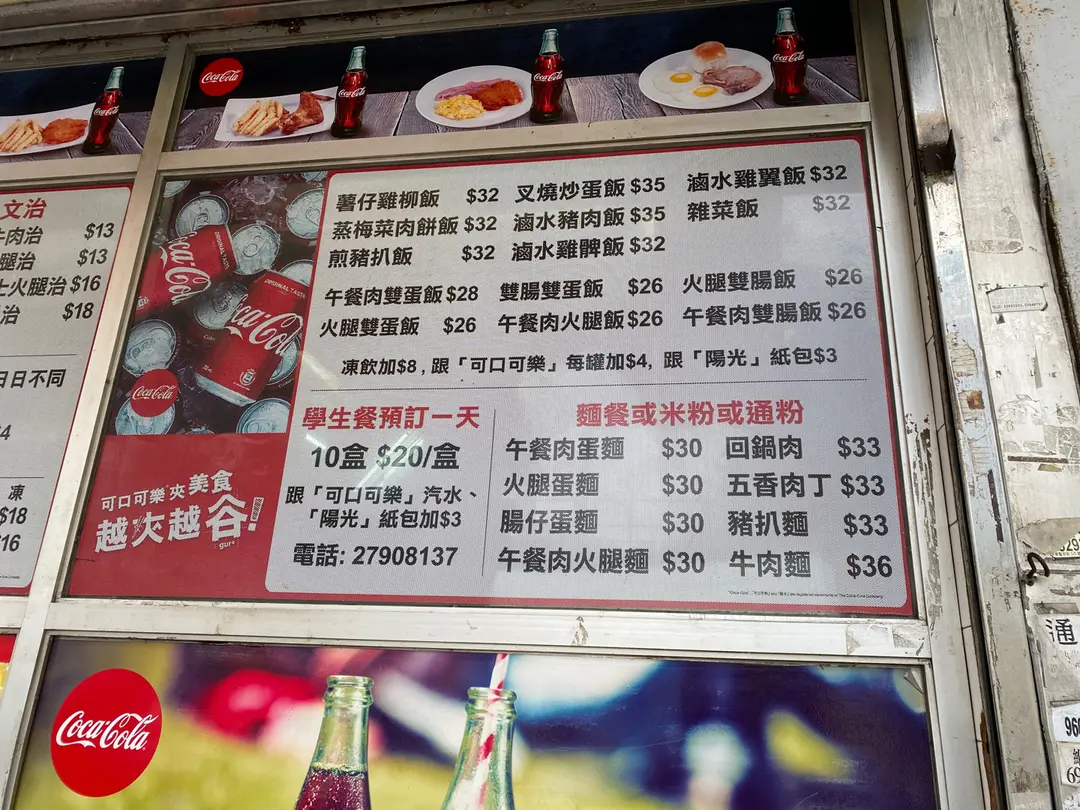 Coca-Cola
文治
牛肉治 $13
腿治 $13
士火腿治 $16
治 $18
日日不同
凍
$18
薯仔雞柳飯 $32 叉燒炒蛋飯 $35 滷水雞翼飯 $32
蒸梅菜肉餅飯 $32 滷水豬肉飯 $35 雜菜飯 $32
煎豬扒飯 $32 滷水雞髀飯 $32
午餐肉雙蛋飯 $28 雙腸雙蛋飯 $26 火腿雙腸飯 $26
火腿雙蛋飯 $26 午餐肉火腿飯 $26 午餐肉雙腸飯 $26
凍飲加$8 , 跟「可口可樂」每罐加$4, 跟「陽光」紙包$3
學生餐預訂一天
10盒 $20/盒
跟「可口可樂」汽水、
「陽光」紙包加$3
電話: 27908137
麵餐或米粉或通粉
午餐肉蛋麵 $30 回鍋肉 $33
火腿蛋麵 $30 五香肉丁 $33
腸仔蛋麵 $30 豬扒麵 $33
午餐肉火腿麵 $30 牛肉麵 $36
Coca-Cola
ORIGINAL TASTE
Coca-Cola
Coca-Cola
可口可樂 夾 美食
越夾越谷!
gur4
Coca-Cola
通